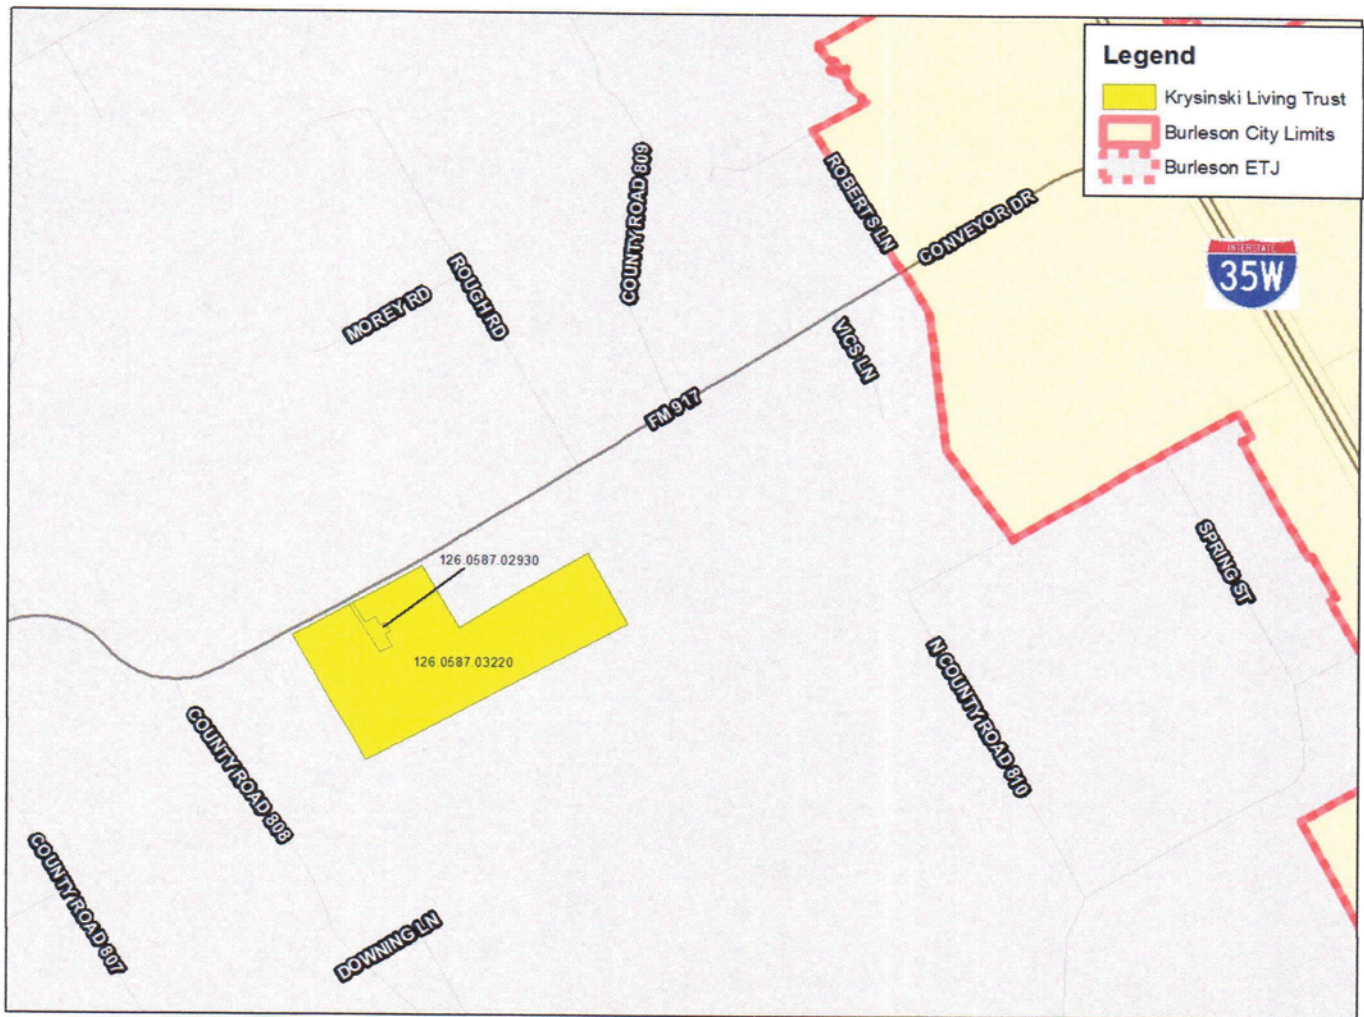 Legend
Krysinski Living Trust
Burleson City Limits
Burleson ETJ
COUNTY ROAD 809
ROBERTS LN
CONVEYOR DR
INTERSTATE
35W
ROUGH RD
MOREY RD
VICS LN
FM 917
126.0587.02930
126.0587.03220
SPRING ST
N COUNTY ROAD 810
COUNTY ROAD 808
COUNTY ROAD 807
DOWNING LN